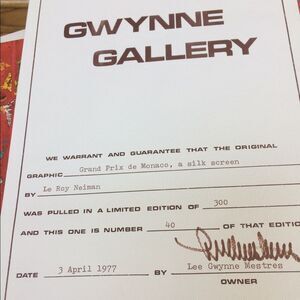 GWYNNE
GALLERY
WE WARRANT AND GUARANTEE THAT THE ORIGINAL
GRAPHIC Grand Prix de Monaco, a silk screen
BY Le Roy Neiman
WAS PULLED IN A LIMITED EDITION OF 300
AND THIS ONE IS NUMBER 40 OF THAT EDITI
DATE 3 April 1977 BY Lee Gwynne Mestres
OWNER